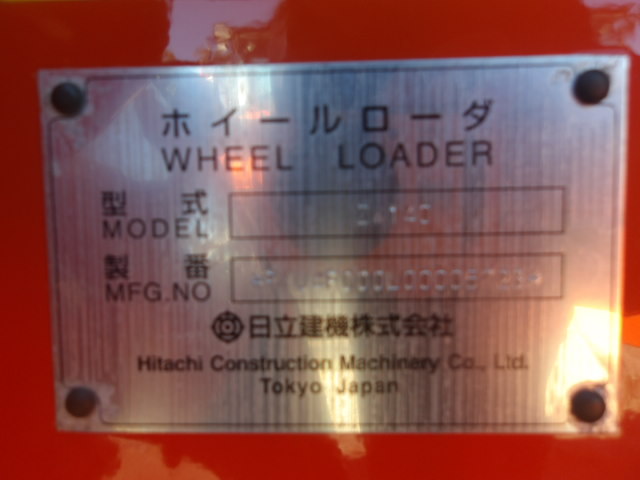 ホイールローダ
WHEEL LOADER
型 式
MODEL
製 番
MFG.NO
日立建機株式会社
Hitachi Construction Machinery Co., Ltd.
Tokyo Japan